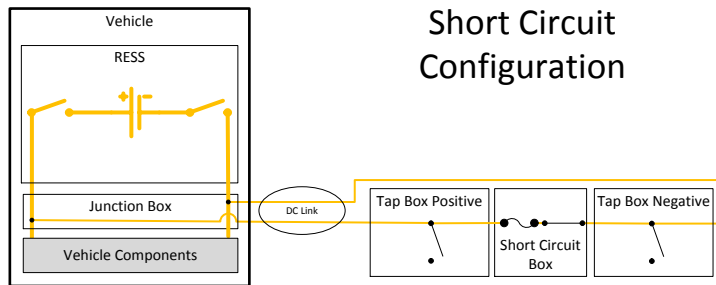 Short Circuit
Configuration
Vehicle
RESS
+ -
Junction Box
Vehicle Components
DC Link
Tap Box Positive
Short Circuit
Box
Tap Box Negative